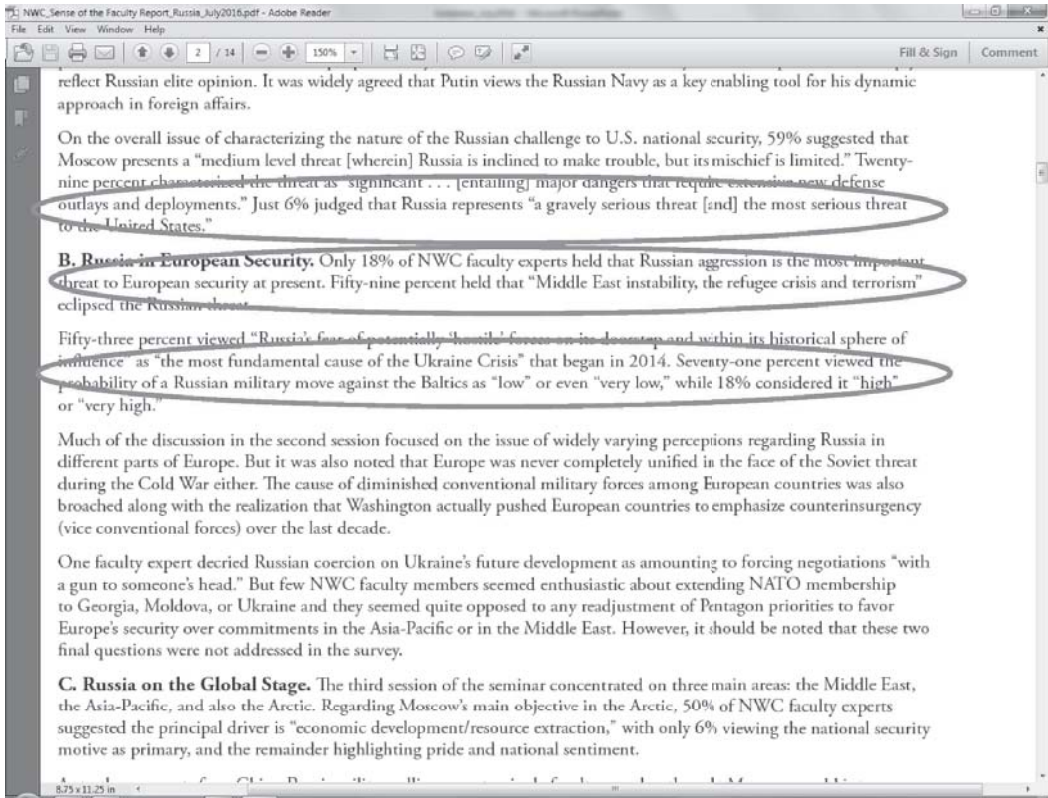 NWC_Sense of the Faculty Report_Russia_July2016.pdf - Adobe Reader
File Edit View Window Help
2 / 14 150% Fill & Sign Comment
reflect Russian elite opinion. It was widely agreed that Putin views the Russian Navy as a key enabling tool for his dynamic
approach in foreign affairs.
On the overall issue of characterizing the nature of the Russian challenge to U.S. national security, 59% suggested that
Moscow presents a “medium level threat [wherein] Russia is inclined to make trouble, but its mischief is limited.” Twenty-
nine percent characterized the threat as “significant . . . [entailing] major dangers that require extensive new defense
outlays and deployments.” Just 6% judged that Russia represents “a gravely serious threat [and] the most serious threat
to the United States.”
B. Russia in European Security. Only 18% of NWC faculty experts held that Russian aggression is the most important
threat to European security at present. Fifty-nine percent held that “Middle East instability, the refugee crisis and terrorism”
eclipsed the Russian threat.
Fifty-three percent viewed “Russia’s fear of potentially ‘hostile’ forces on its doorstep and within its historical sphere of
influence” as “the most fundamental cause of the Ukraine Crisis” that began in 2014. Seventy-one percent viewed the
probability of a Russian military move against the Baltics as “low” or even “very low,” while 18% considered it “high”
or “very high.”
Much of the discussion in the second session focused on the issue of widely varying perceptions regarding Russia in
different parts of Europe. But it was also noted that Europe was never completely unified in the face of the Soviet threat
during the Cold War either. The cause of diminished conventional military forces among European countries was also
broached along with the realization that Washington actually pushed European countries to emphasize counterinsurgency
(vice conventional forces) over the last decade.
One faculty expert decried Russian coercion on Ukraine’s future development as amounting to forcing negotiations “with
a gun to someone’s head.” But few NWC faculty members seemed enthusiastic about extending NATO membership
to Georgia, Moldova, or Ukraine and they seemed quite opposed to any readjustment of Pentagon priorities to favor
Europe’s security over commitments in the Asia-Pacific or in the Middle East. However, it should be noted that these two
final questions were not addressed in the survey.
C. Russia on the Global Stage. The third session of the seminar concentrated on three main areas: the Middle East,
the Asia-Pacific, and also the Arctic. Regarding Moscow’s main objective in the Arctic, 50% of NWC faculty experts
suggested the principal driver is “economic development/resource extraction,” with only 6% viewing the national security
motive as primary, and the remainder highlighting pride and national sentiment.
8.75 x 11.25 in